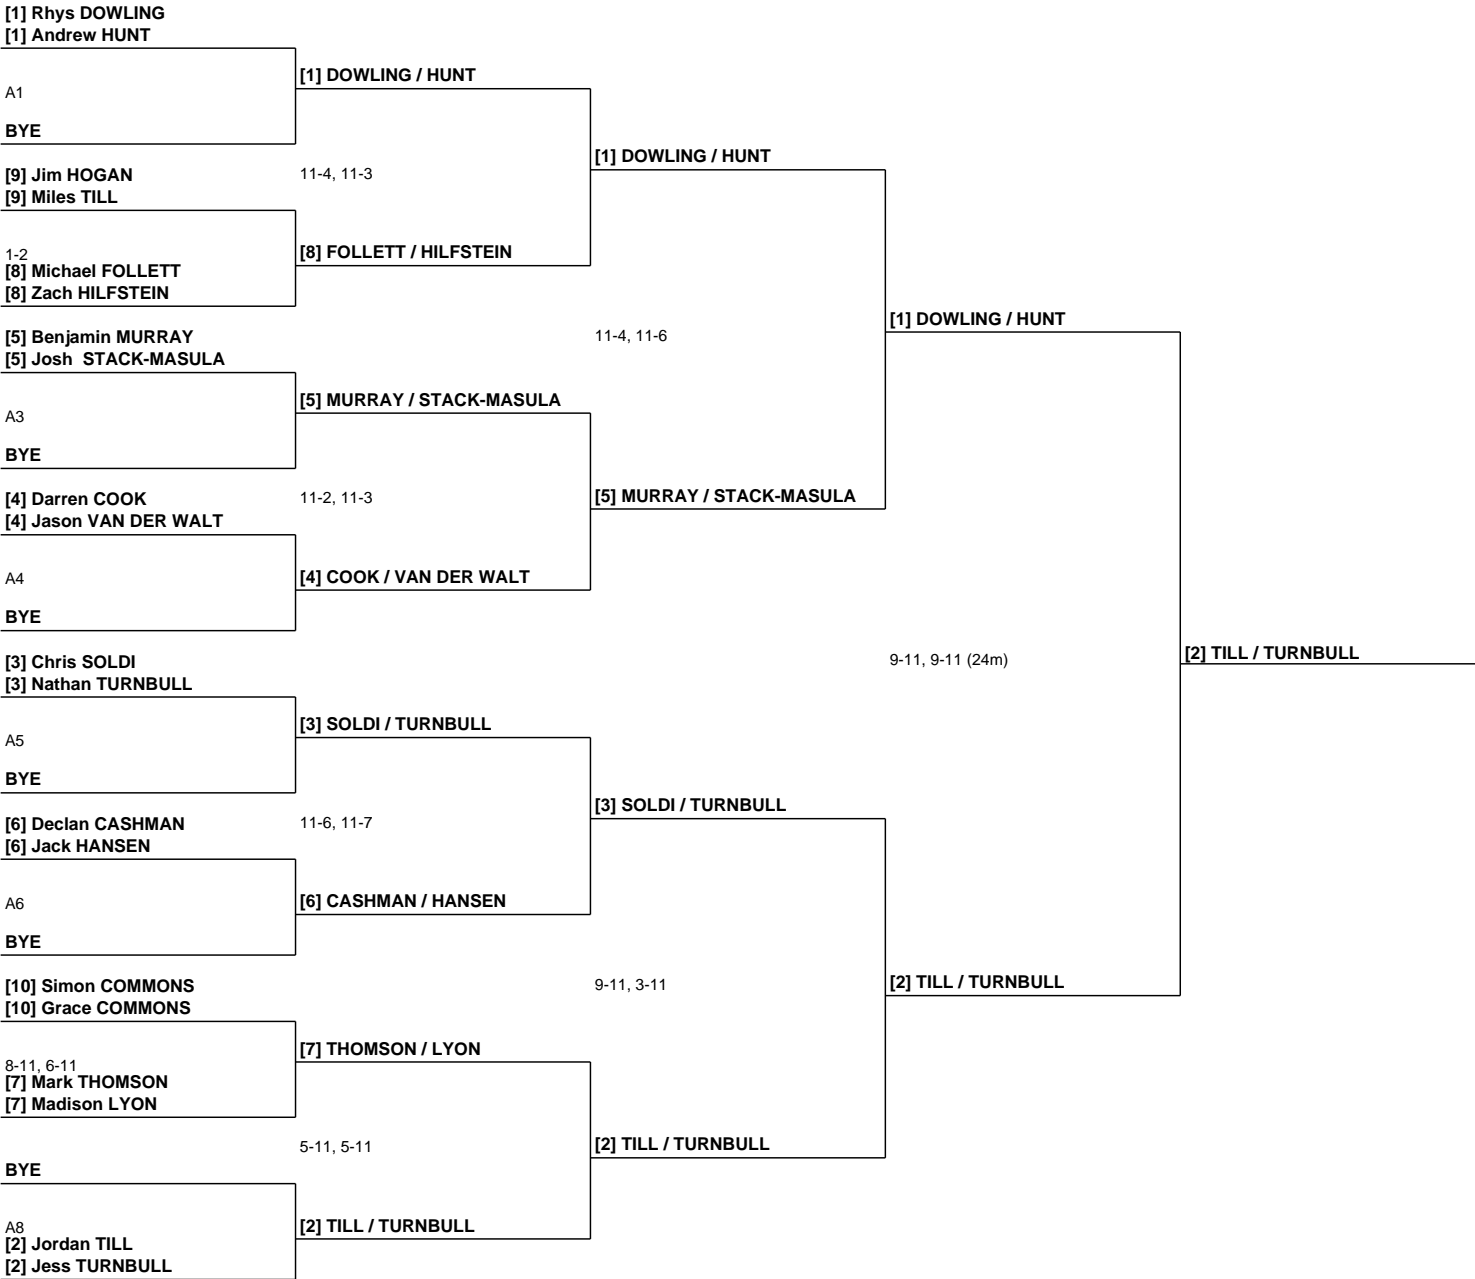 [1] Rhys DOWLING
[1] Andrew HUNT
[1] DOWLING / HUNT
A1
BYE
[1] DOWLING / HUNT
[9] Jim HOGAN
11-4, 11-3
[9] Miles TILL
1-2
[8] FOLLETT / HILFSTEIN
[8] Michael FOLLETT
[8] Zach HILFSTEIN
[1] DOWLING / HUNT
[5] Benjamin MURRAY
11-4, 11-6
[5] Josh  STACK-MASULA
[5] MURRAY / STACK-MASULA
A3
BYE
[4] Darren COOK
11-2, 11-3
[5] MURRAY / STACK-MASULA
[4] Jason VAN DER WALT
A4
[4] COOK / VAN DER WALT
BYE
[3] Chris SOLDI
9-11, 9-11 (24m)
[2] TILL / TURNBULL
[3] Nathan TURNBULL
[3] SOLDI / TURNBULL
A5
BYE
[3] SOLDI / TURNBULL
[6] Declan CASHMAN
11-6, 11-7
[6] Jack HANSEN
A6
[6] CASHMAN / HANSEN
BYE
[10] Simon COMMONS
9-11, 3-11
[2] TILL / TURNBULL
[10] Grace COMMONS
[7] THOMSON / LYON
8-11, 6-11
[7] Mark THOMSON
[7] Madison LYON
5-11, 5-11
[2] TILL / TURNBULL
BYE
A8
[2] TILL / TURNBULL
[2] Jordan TILL
[2] Jess TURNBULL